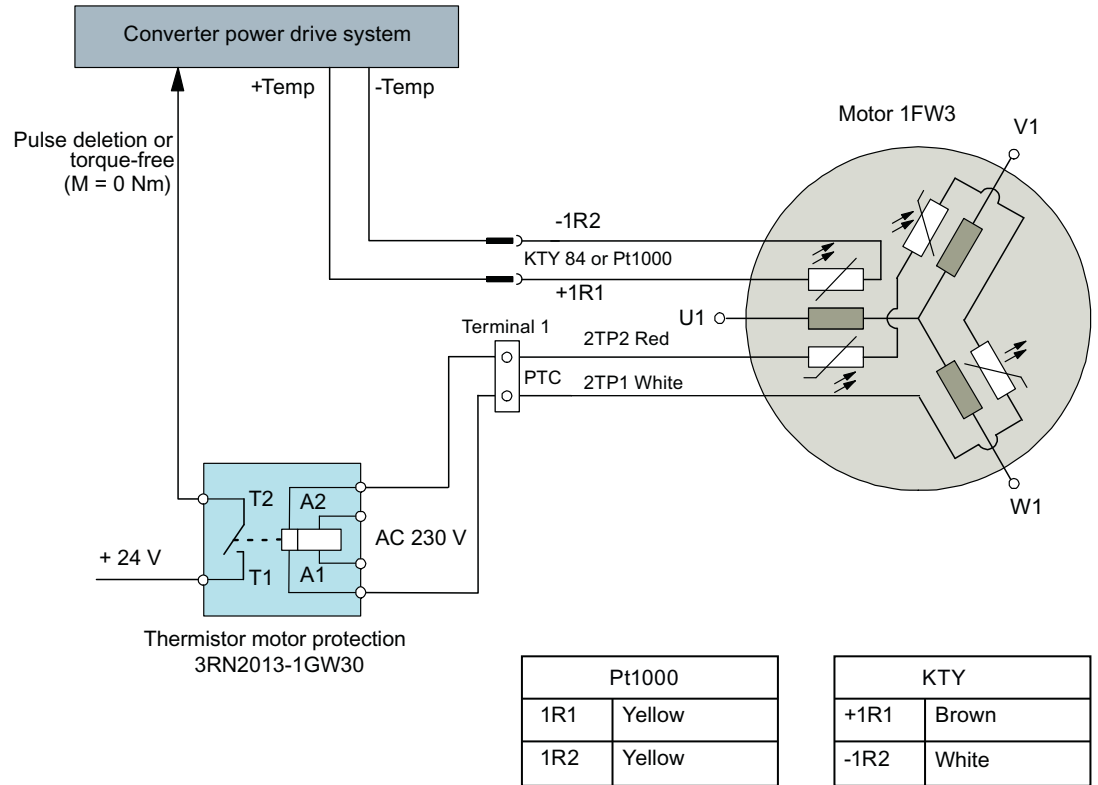 Converter power drive system
+Temp
-Temp
Pulse deletion or
torque-free
(M = 0 Nm)
Motor 1FW3
V1
-1R2
KTY 84 or Pt1000
+1R1
U1
Terminal 1
2TP2 Red
PTC
2TP1 White
W1
T2
A2
AC 230 V
+ 24 V
T1
A1
Thermistor motor protection
3RN2013-1GW30
Pt1000
1R1 Yellow
1R2 Yellow
KTY
+1R1 Brown
-1R2 White